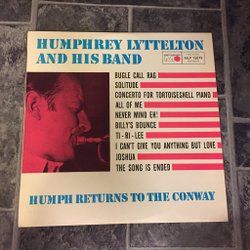 HUMPHREY LYTTELTON
AND HIS BAND
BUGLE CALL RAG
SOLITUDE
CONCERTO FOR TORTOISESHELL PIANO
ALL OF ME
NEVER MIND EH!
BILLY'S BOUNCE
TI-RI-LEE
I CAN'T GIVE YOU ANYTHING BUT LOVE
JOSHUA
THE SONG IS ENDED
HUMPH RETURNS TO THE CONWAY